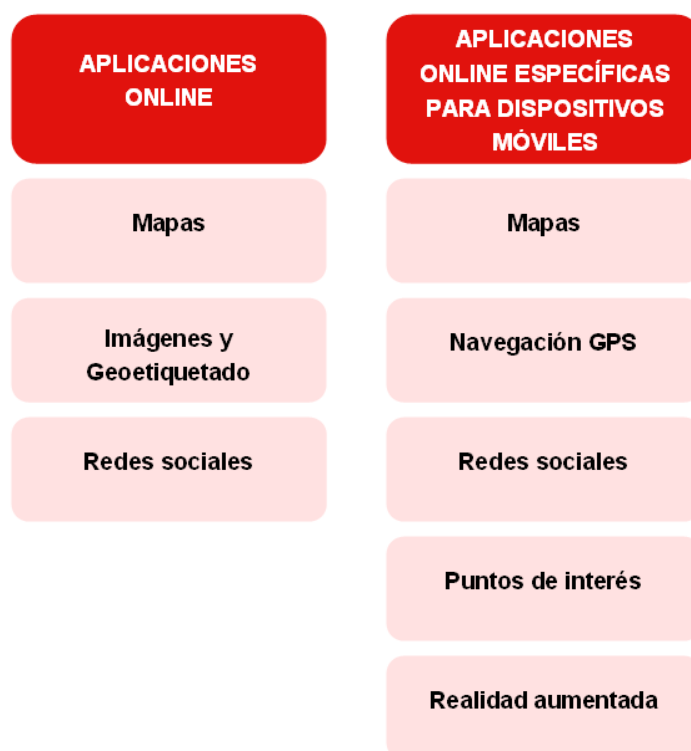 APLICACIONES
ONLINE
Mapas
Imágenes y
Geoetiquetado
Redes sociales
APLICACIONES
ONLINE ESPECÍFICAS
PARA DISPOSITIVOS
MÓVILES
Mapas
Navegación GPS
Redes sociales
Puntos de interés
Realidad aumentada